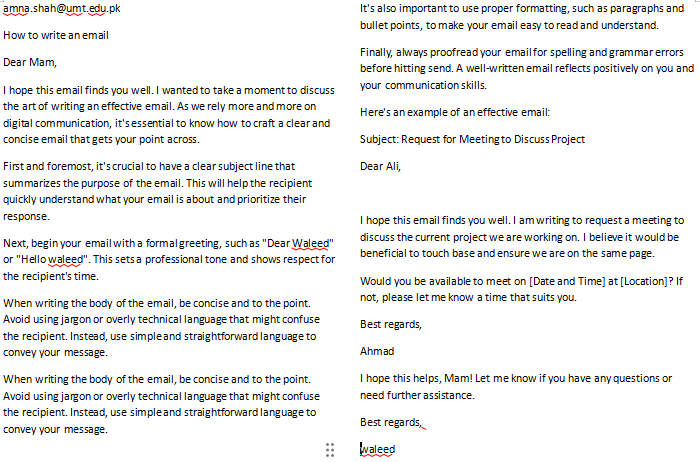 amna.shah@umt.edu.pk
How to write an email
Dear Mam,
I hope this email finds you well. I wanted to take a moment to discuss
the art of writing an effective email. As we rely more and more on
digital communication, it's essential to know how to craft a clear and
concise email that gets your point across.
First and foremost, it's crucial to have a clear subject line that
summarizes the purpose of the email. This will help the recipient
quickly understand what your email is about and prioritize their
response.
Next, begin your email with a formal greeting, such as "Dear Waleed"
or "Hello waleed". This sets a professional tone and shows respect for
the recipient's time.
When writing the body of the email, be concise and to the point.
Avoid using jargon or overly technical language that might confuse
the recipient. Instead, use simple and straightforward language to
convey your message.
When writing the body of the email, be concise and to the point.
Avoid using jargon or overly technical language that might confuse
the recipient. Instead, use simple and straightforward language to
convey your message.
It's also important to use proper formatting, such as paragraphs and
bullet points, to make your email easy to read and understand.
Finally, always proofread your email for spelling and grammar errors
before hitting send. A well-written email reflects positively on you and
your communication skills.
Here's an example of an effective email:
Subject: Request for Meeting to Discuss Project
Dear Ali,
I hope this email finds you well. I am writing to request a meeting to
discuss the current project we are working on. I believe it would be
beneficial to touch base and ensure we are on the same page.
Would you be available to meet on [Date and Time] at [Location]? If
not, please let me know a time that suits you.
Best regards,
Ahmad
I hope this helps, Mam! Let me know if you have any questions or
need further assistance.
Best regards,
waleed